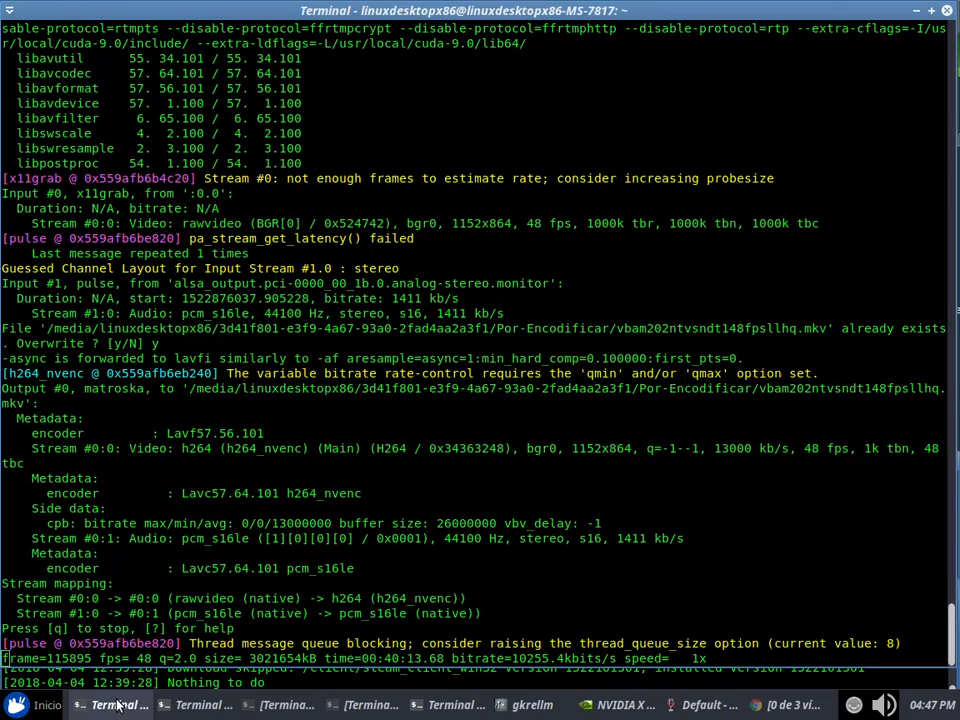 Terminal - linuxdesktopx86@linuxdesktopx86-MS-7817: ~
sable-protocol=rtmpts --disable-protocol=ffrtmpcrypt --disable-protocol=ffrtmphttp --disable-protocol=rtp --extra-cflags=-I/us
r/local/cuda-9.0/include/ --extra-ldflags=-L/usr/local/cuda-9.0/lib64/
libavutil      55. 34.101 / 55. 34.101
libavcodec     57. 64.101 / 57. 64.101
libavformat    57. 56.101 / 57. 56.101
libavdevice    57.  1.100 / 57.  1.100
libavfilter     6. 65.100 /  6. 65.100
libswscale      4.  2.100 /  4.  2.100
libswresample   2.  3.100 /  2.  3.100
libpostproc    54.  1.100 / 54.  1.100
[x11grab @ 0x559afb6b4c20] Stream #0: not enough frames to estimate rate; consider increasing probesize
Input #0, x11grab, from ':0.0':
Duration: N/A, bitrate: N/A
Stream #0:0: Video: rawvideo (BGR[0] / 0x524742), bgr0, 1152x864, 48 fps, 1000k tbr, 1000k tbn, 1000k tbc
[pulse @ 0x559afb6be820] pa_stream_get_latency() failed
Last message repeated 1 times
Guessed Channel Layout for Input Stream #1.0 : stereo
Input #1, pulse, from 'alsa_output.pci-0000_00_1b.0.analog-stereo.monitor':
Duration: N/A, start: 1522876037.905228, bitrate: 1411 kb/s
Stream #1:0: Audio: pcm_s16le, 44100 Hz, stereo, s16, 1411 kb/s
File '/media/linuxdesktopx86/3d41f801-e3f9-4a67-93a0-2fad4aa2a3f1/Por-Encodificar/vbam202ntvsndt148fpsllhq.mkv' already exists
. Overwrite ? [y/N] y
-async is forwarded to lavfi similarly to -af aresample=async=1:min_hard_comp=0.100000:first_pts=0.
[h264_nvenc @ 0x559afb6eb240] The variable bitrate rate-control requires the 'qmin' and/or 'qmax' option set.
Output #0, matroska, to '/media/linuxdesktopx86/3d41f801-e3f9-4a67-93a0-2fad4aa2a3f1/Por-Encodificar/vbam202ntvsndt148fpsllhq.
mkv':
Metadata:
encoder         : Lavf57.56.101
Stream #0:0: Video: h264 (h264_nvenc) (Main) (H264 / 0x34363248), bgr0, 1152x864, q=-1--1, 13000 kb/s, 48 fps, 1k tbn, 48
tbc
Metadata:
encoder         : Lavc57.64.101 h264_nvenc
Side data:
cpb: bitrate max/min/avg: 0/0/13000000 buffer size: 26000000 vbv_delay: -1
Stream #0:1: Audio: pcm_s16le ([1][0][0][0] / 0x0001), 44100 Hz, stereo, s16, 1411 kb/s
Metadata:
encoder         : Lavc57.64.101 pcm_s16le
Stream mapping:
Stream #0:0 -> #0:0 (rawvideo (native) -> h264 (h264_nvenc))
Stream #1:0 -> #0:1 (pcm_s16le (native) -> pcm_s16le (native))
Press [q] to stop, [?] for help
[pulse @ 0x559afb6be820] Thread message queue blocking; consider raising the thread_queue_size option (current value: 8)
frame=115895 fps= 48 q=2.0 size= 3021654kB time=00:40:13.68 bitrate=10255.4kbits/s speed=   1x
[2018-04-04 12:39:28] Nothing to do
Inicio
Terminal ...
Terminal ...
[Termina...
[Termina...
Terminal ...
gkrellm
NVIDIA X ...
Default - ...
[0 de 3 ví...
04:47 PM